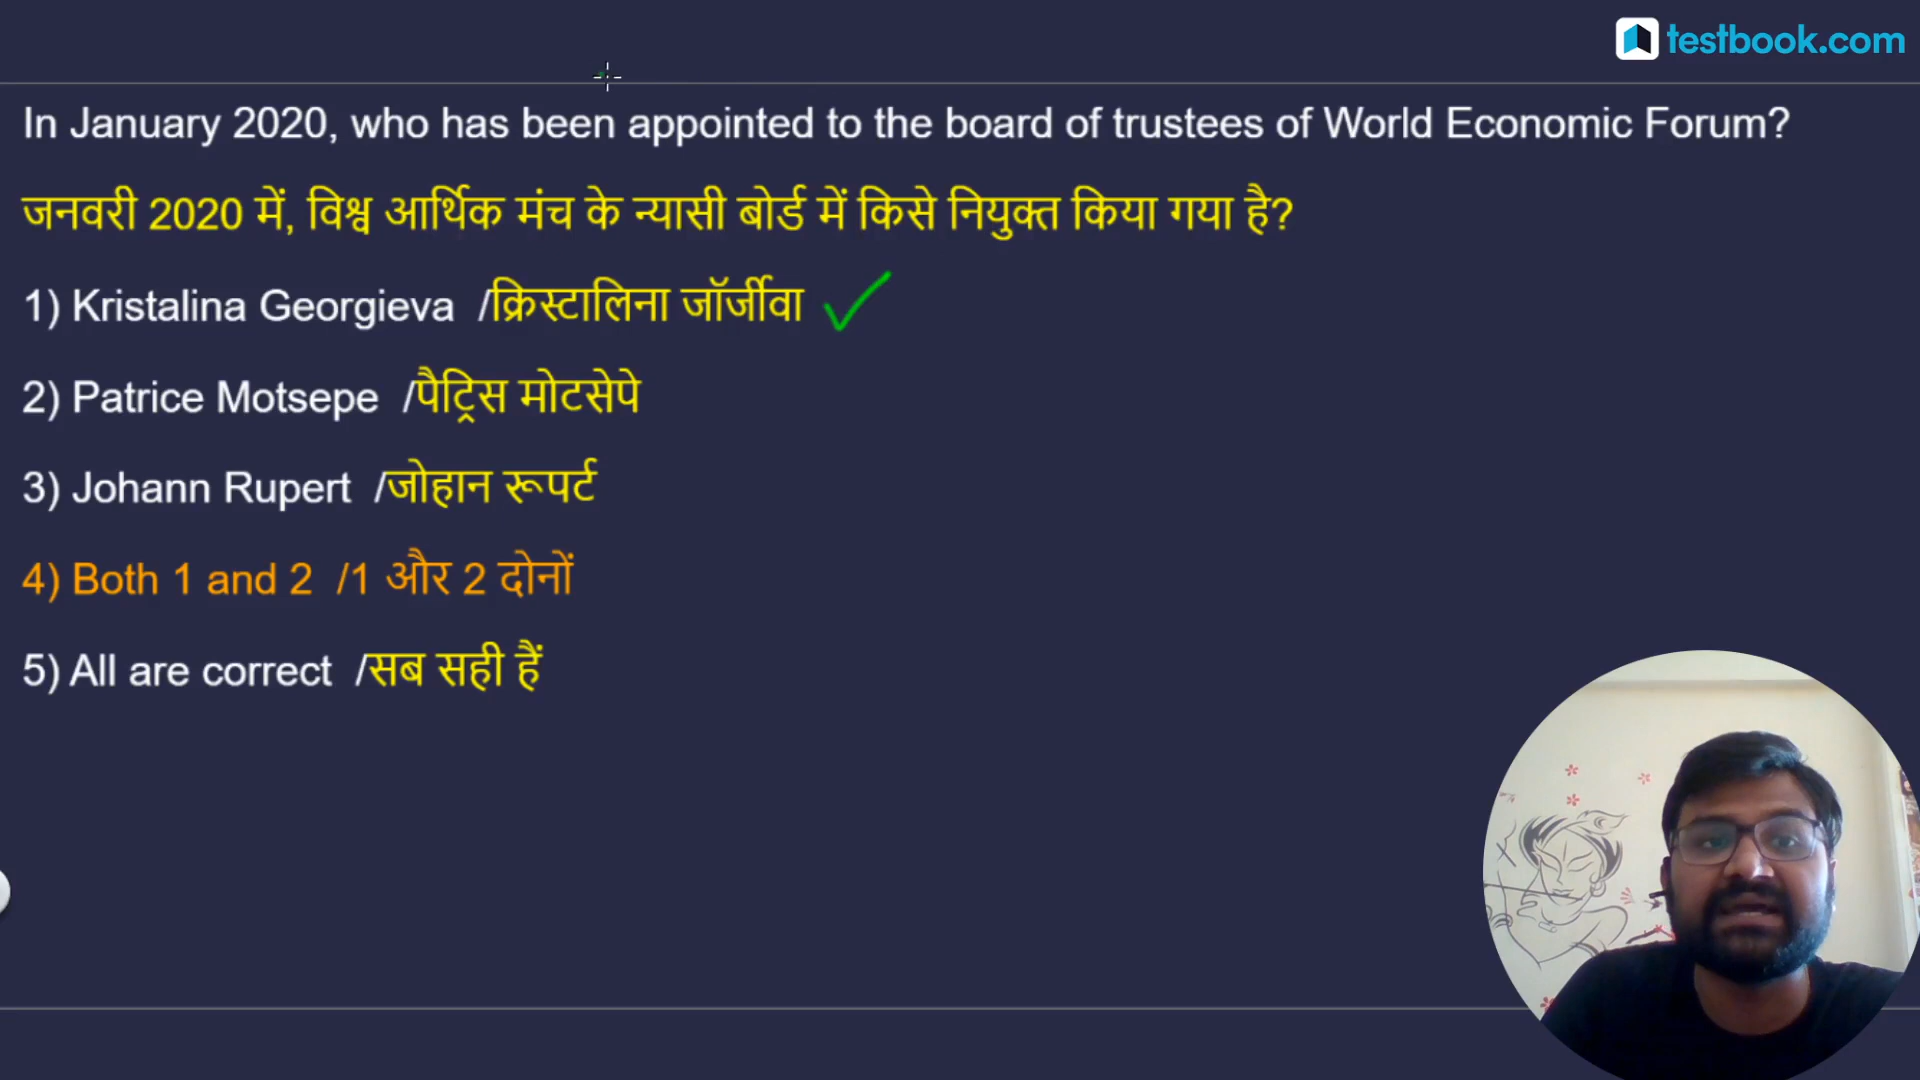 testbook.com
In January 2020, who has been appointed to the board of trustees of World Economic Forum?
जनवरी 2020 में, विश्व आर्थिक मंच के न्यासी बोर्ड में किसे नियुक्त किया गया है?
1) Kristalina Georgieva /क्रिस्टालिना जॉर्जीवा
2) Patrice Motsepe /पैट्रिस मोटसेपे
3) Johann Rupert /जोहान रूपर्ट
4) Both 1 and 2 /1 और 2 दोनों
5) All are correct /सब सही हैं